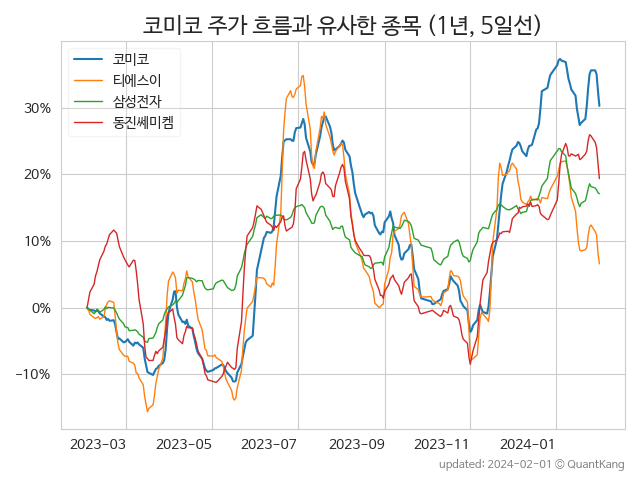 코미코 주가 흐름과 유사한 종목 (1년, 5일선)
코미코
티에스이
삼성전자
동진쎄미켐
30%
20%
10%
0%
−10%
2023-03 2023-05 2023-07 2023-09 2023-11 2024-01
updated: 2024-02-01 © QuantKang